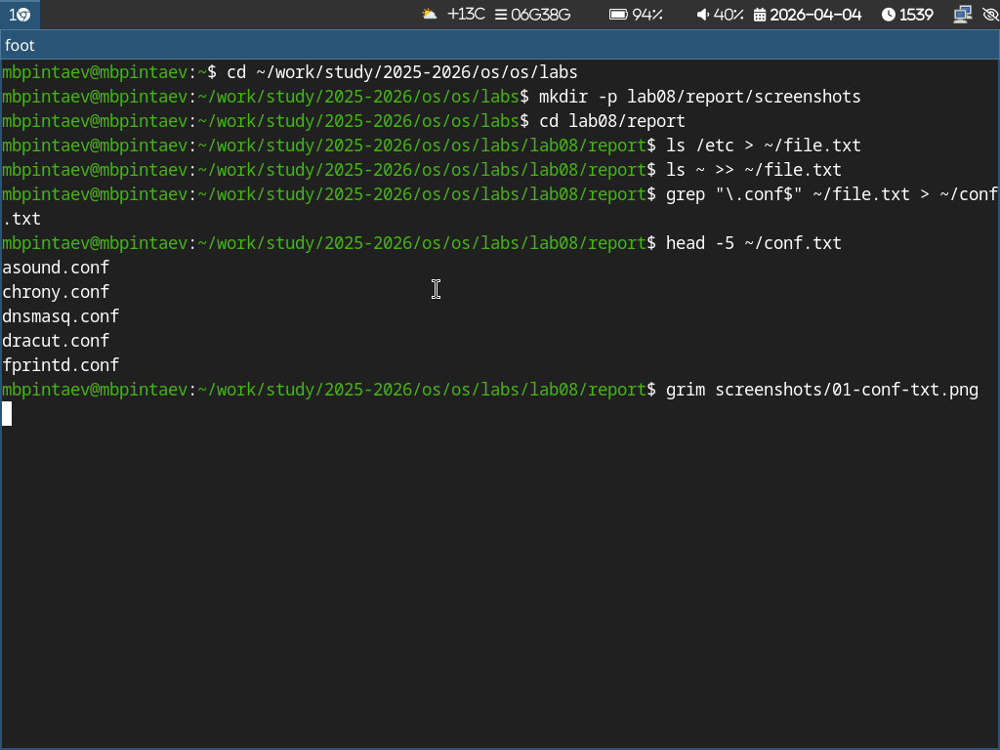 1
+13C 06G38G 94% 40% 2026-04-04 1539
foot
mbpintaev@mbpintaev:~$ cd ~/work/study/2025-2026/os/os/labs
mbpintaev@mbpintaev:~/work/study/2025-2026/os/os/labs$ mkdir -p lab08/report/screenshots
mbpintaev@mbpintaev:~/work/study/2025-2026/os/os/labs$ cd lab08/report
mbpintaev@mbpintaev:~/work/study/2025-2026/os/os/labs/lab08/report$ ls /etc > ~/file.txt
mbpintaev@mbpintaev:~/work/study/2025-2026/os/os/labs/lab08/report$ ls ~ >> ~/file.txt
mbpintaev@mbpintaev:~/work/study/2025-2026/os/os/labs/lab08/report$ grep "\.conf$" ~/file.txt > ~/conf
.txt
mbpintaev@mbpintaev:~/work/study/2025-2026/os/os/labs/lab08/report$ head -5 ~/conf.txt
asound.conf
chrony.conf
dnsmasq.conf
dracut.conf
fprintd.conf
mbpintaev@mbpintaev:~/work/study/2025-2026/os/os/labs/lab08/report$ grim screenshots/01-conf-txt.png